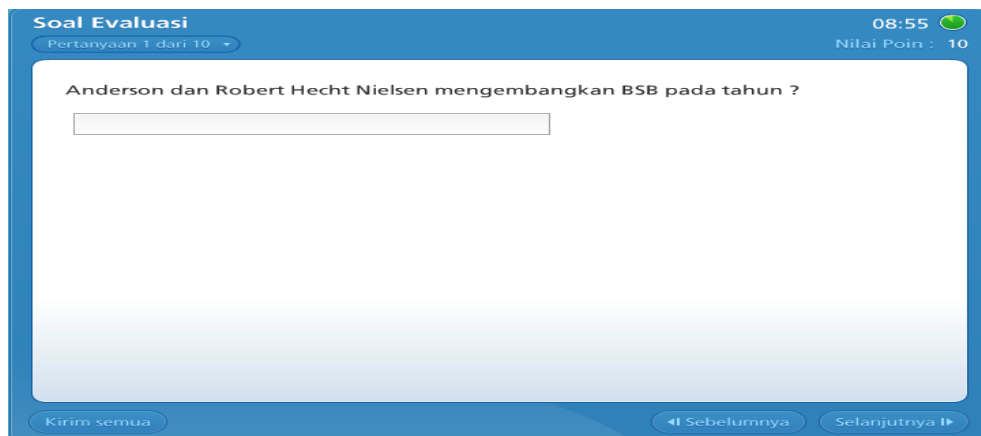 Soal Evaluasi
08:55
Pertanyaan 1 dari 10
Nilai Poin : 10
Anderson dan Robert Hecht Nielsen mengembangkan BSB pada tahun ?
Kirim semua
Sebelumnya
Selanjutnya